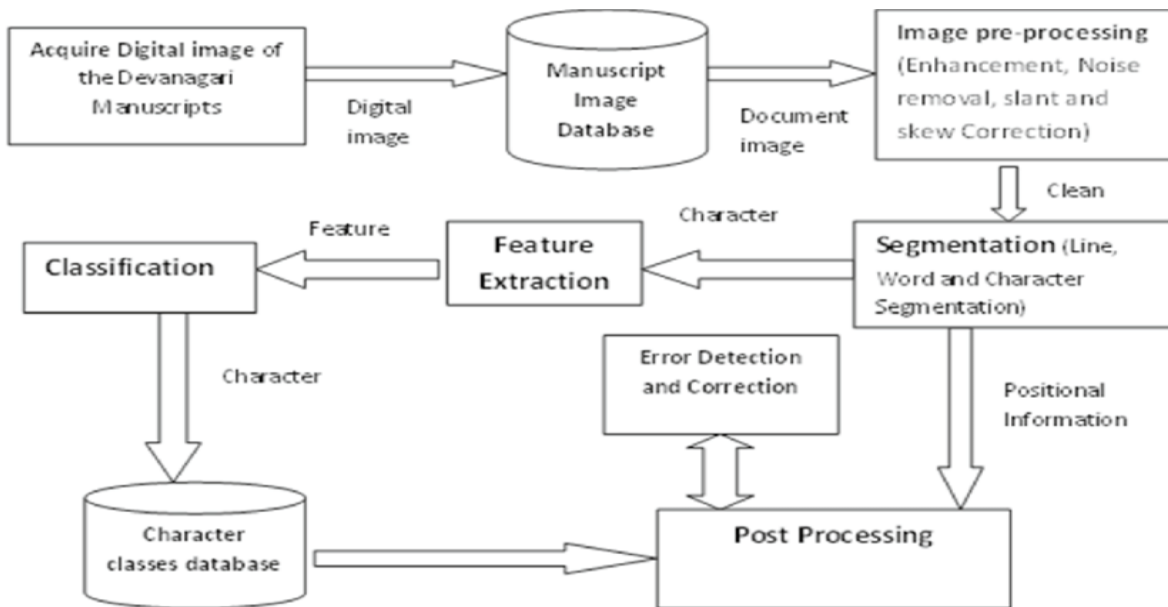 Acquire Digital image of
the Devanagari
Manuscripts
Digital
image
Manuscript
Image
Database
Document
image
Image pre-processing
(Enhancement, Noise
removal, slant and
skew Correction)
Clean
Segmentation (Line,
Word and Character
Segmentation)
Character
Feature
Extraction
Feature
Classification
Character
Character
classes database
Positional
Information
Error Detection
and Correction
Post Processing